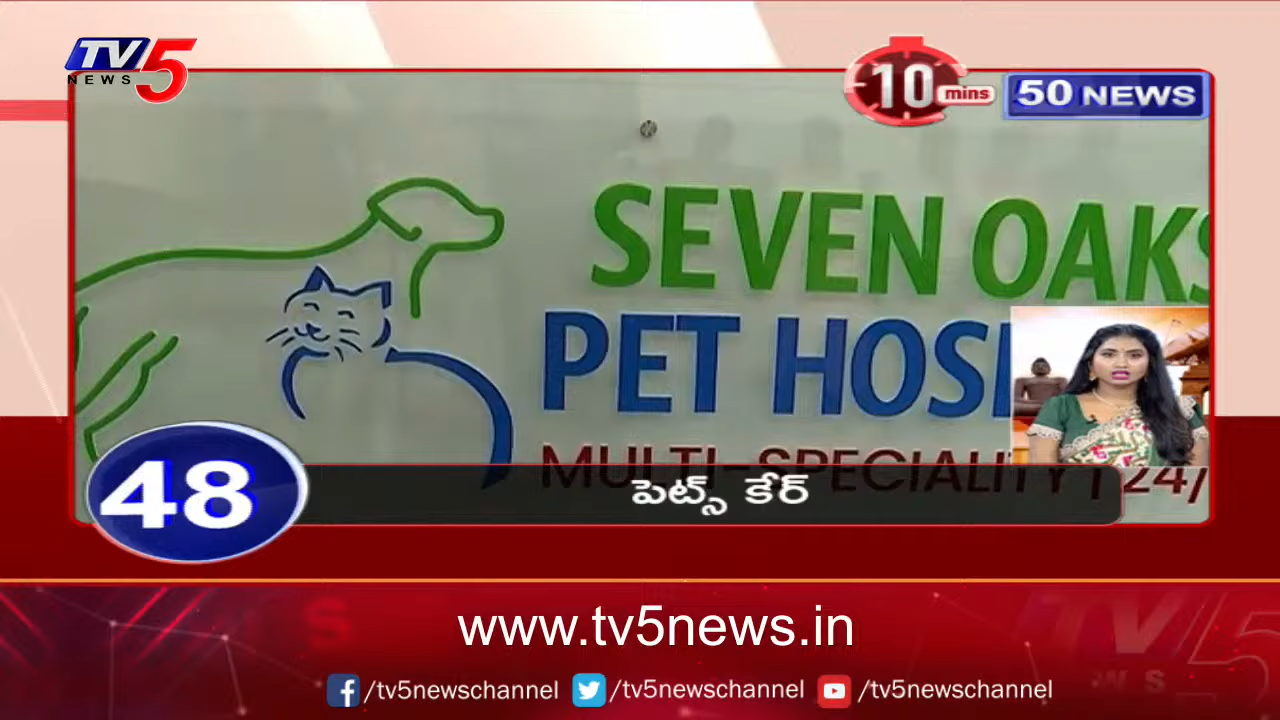 TV5
NEWS
10 mins
50 NEWS
SEVEN OAKS
PET HOSPI
MULTI-SPECIALITY | 24/
48
పెట్స్ కేర్
www.tv5news.in
/tv5newschannel
/tv5newschannel
/tv5newschannel